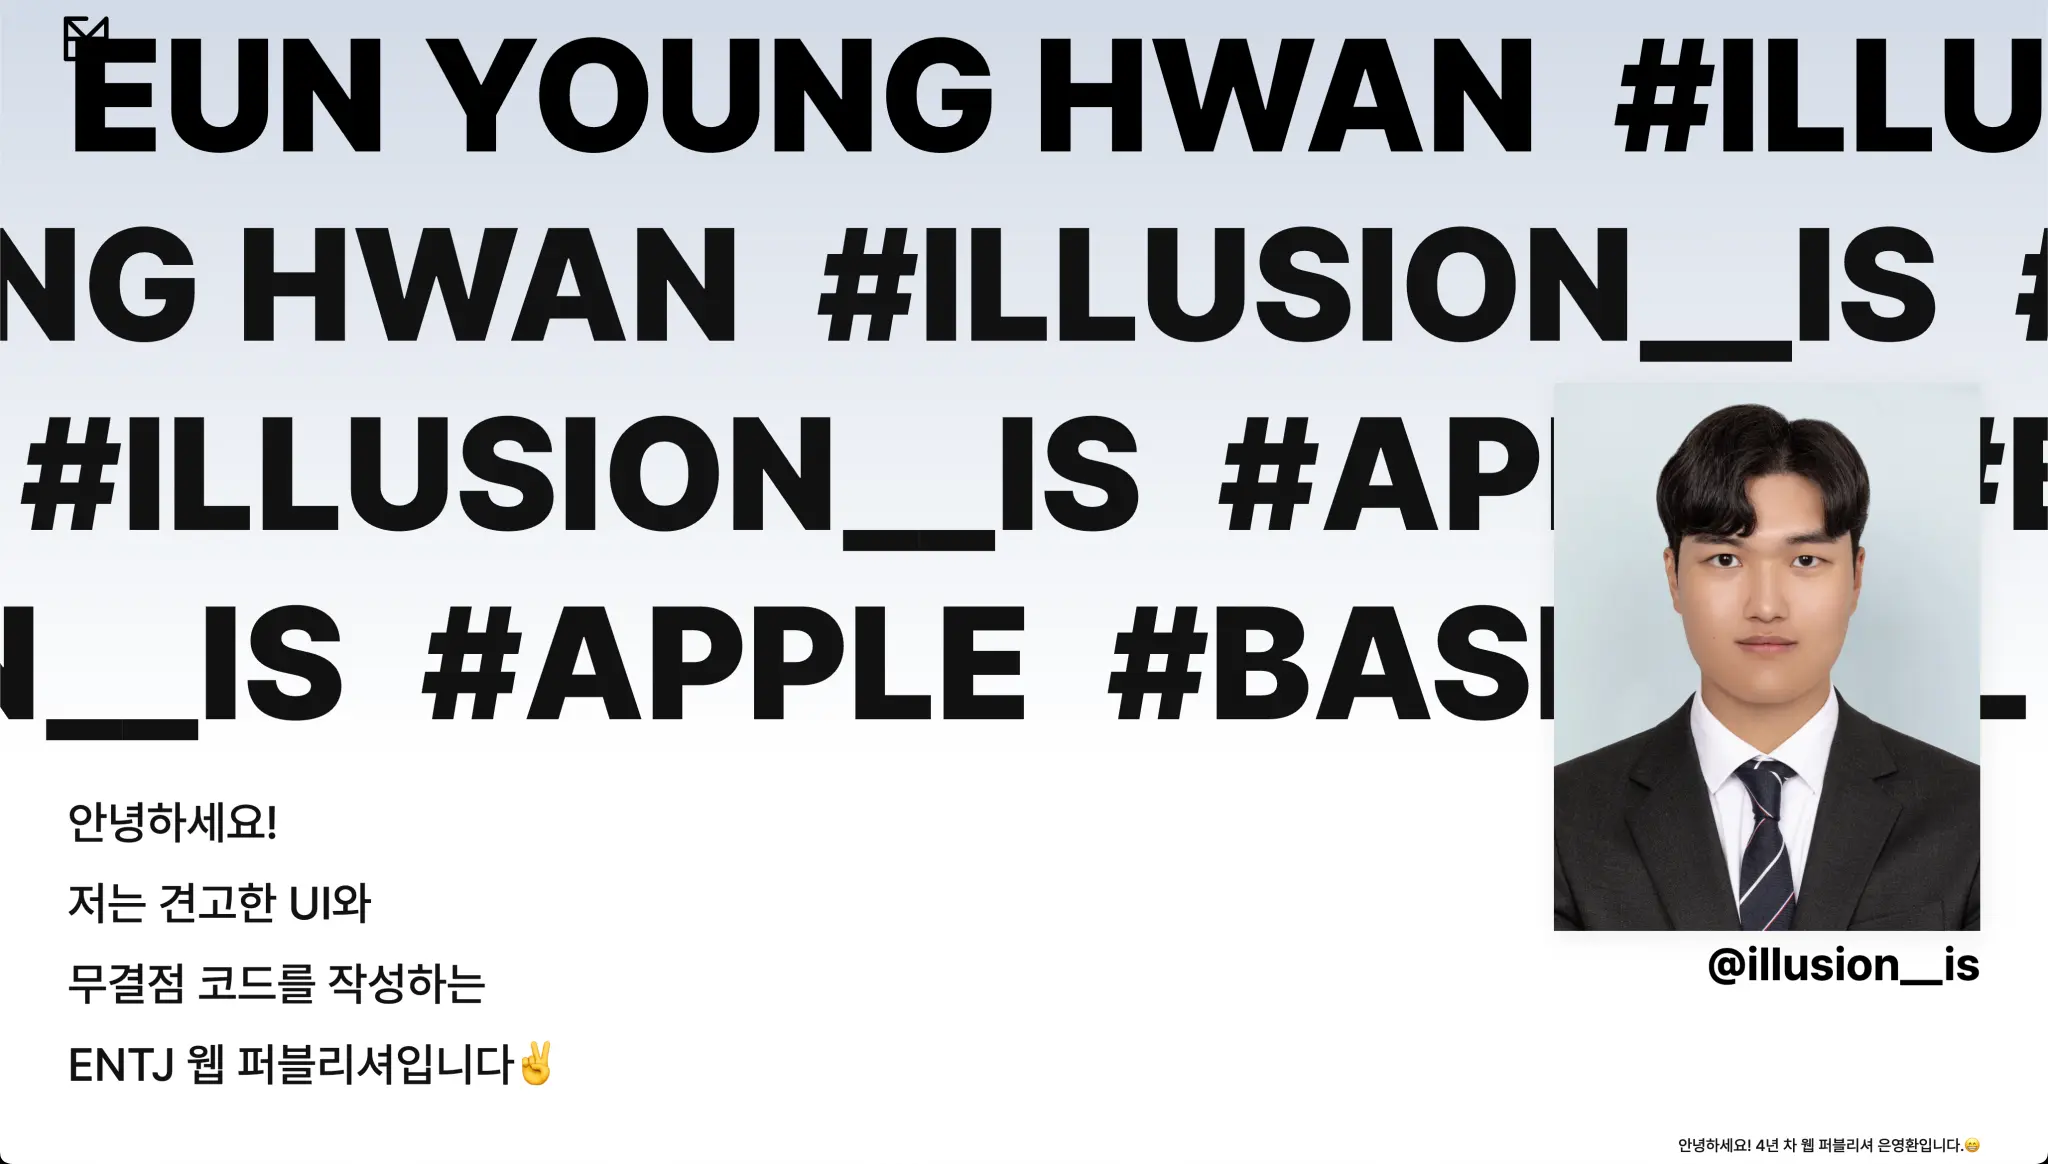 EUN YOUNG HWAN #ILLU
NG HWAN #ILLUSION__IS #
#ILLUSION__IS #AP
N__IS #APPLE #BAS
안녕하세요!
저는 견고한 UI와
무결점 코드를 작성하는
ENTJ 웹 퍼블리셔입니다✌️
@illusion__is
안녕하세요! 4년 차 웹 퍼블리셔 은영환입니다.😁